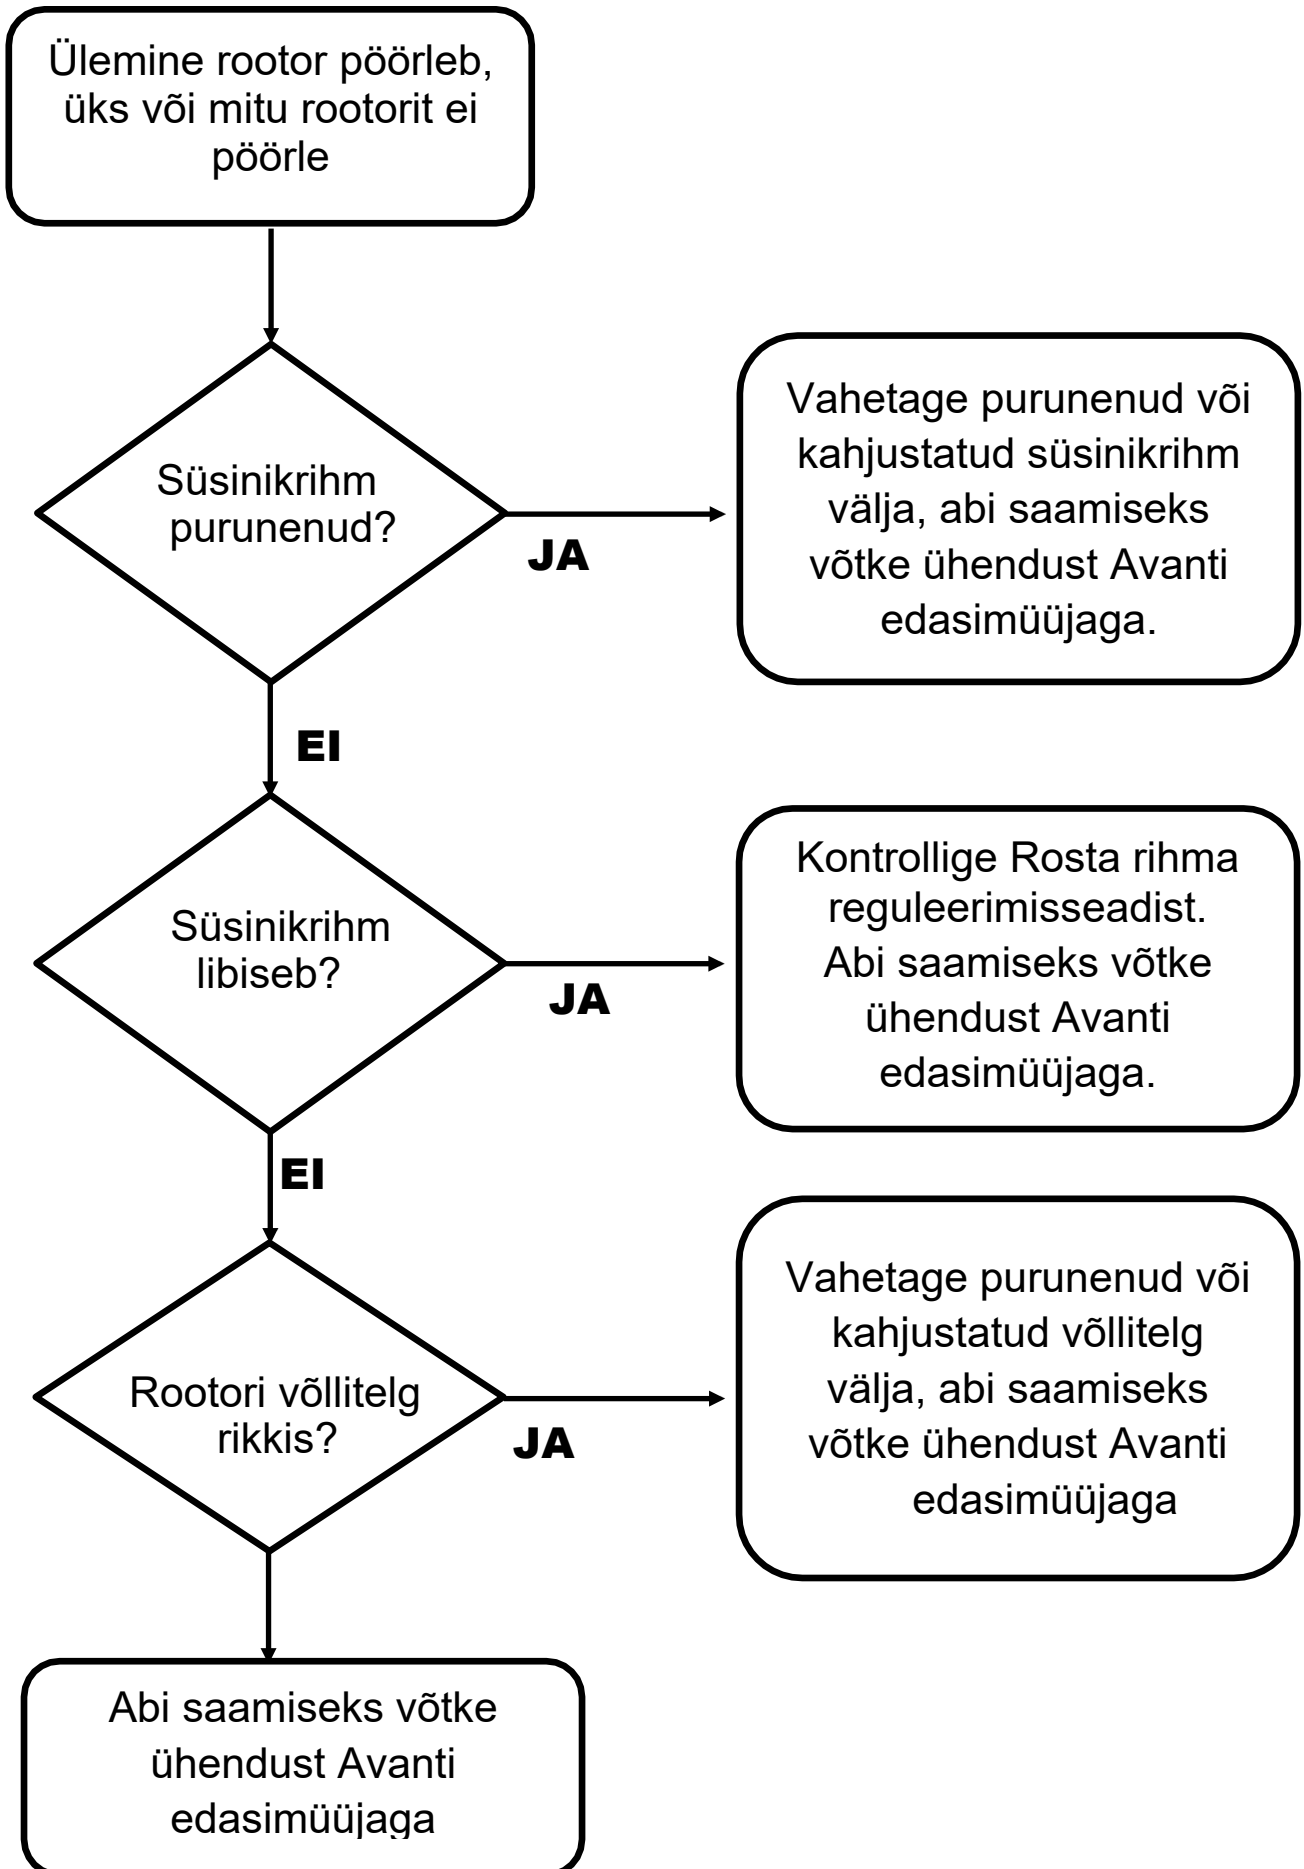 Ülemine rootor pöörleb,
üks või mitu rootorit ei
pöörle
Süsinikrihm
purunenud?
JA
Vahetage purunenud või
kahjustatud süsinikrihm
välja, abi saamiseks
võtke ühendust Avanti
edasimüüjaga.
EI
Süsinikrihm
libiseb?
JA
Kontrollige Rosta rihma
reguleerimisseadist.
Abi saamiseks võtke
ühendust Avanti
edasimüüjaga.
EI
Rootori võllitelg
rikkis?
JA
Vahetage purunenud või
kahjustatud võllitelg
välja, abi saamiseks
võtke ühendust Avanti
edasimüüjaga
Abi saamiseks võtke
ühendust Avanti
edasimüüjaga